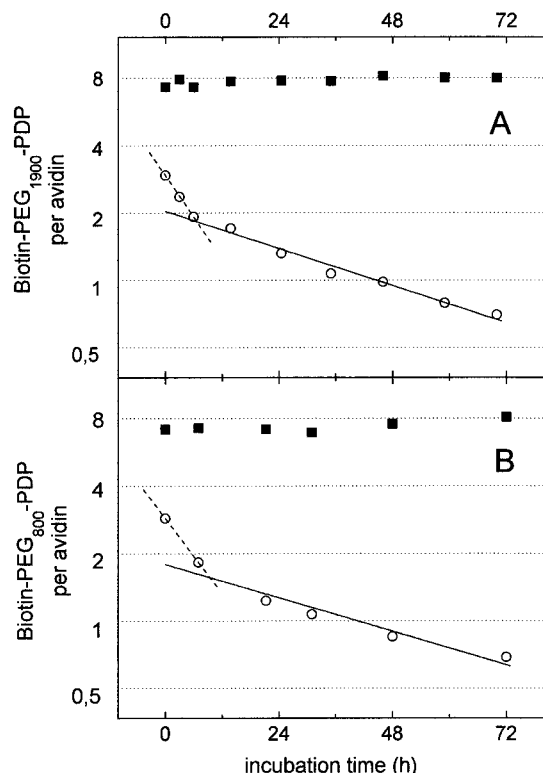 0 24 48 72
A
8
4
2
1
0,5
Biotin-PEG1900-PDP
per avidin
B
8
4
2
1
0,5
Biotin-PEG800-PDP
per avidin
0 24 48 72
incubation time (h)